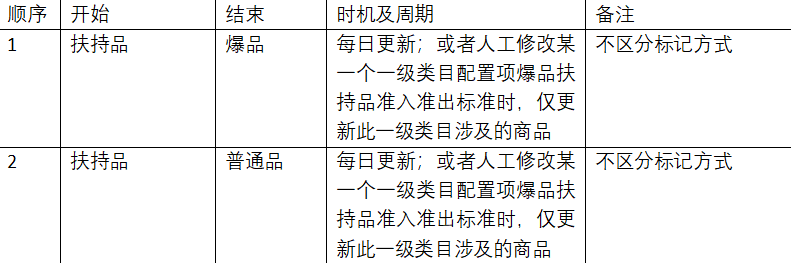 顺序 开始 结束 时机及周期 备注
1 扶持品 爆品 每日更新；或者人工修改某 不区分标记方式
一个一级类目配置项爆品扶
持品准入准出标准时，仅更
新此一级类目涉及的商品
2 扶持品 普通品 每日更新；或者人工修改某 不区分标记方式
一个一级类目配置项爆品扶
持品准入准出标准时，仅更
新此一级类目涉及的商品